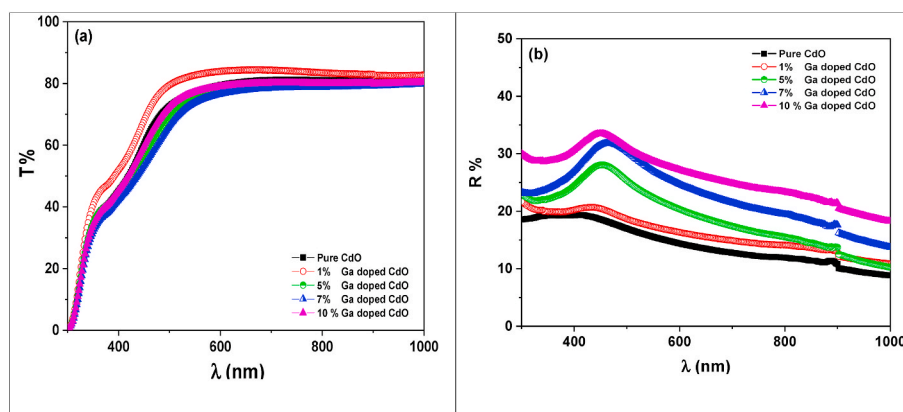 (a)
T%
100
80
60
40
20
0
Pure CdO
1% Ga doped CdO
5% Ga doped CdO
7% Ga doped CdO
10 % Ga doped CdO
400
600
800
1000
λ (nm)
(b)
R %
50
40
30
20
10
0
Pure CdO
1% Ga doped CdO
5% Ga doped CdO
7% Ga doped CdO
10 % Ga doped CdO
400
600
800
1000
λ (nm)